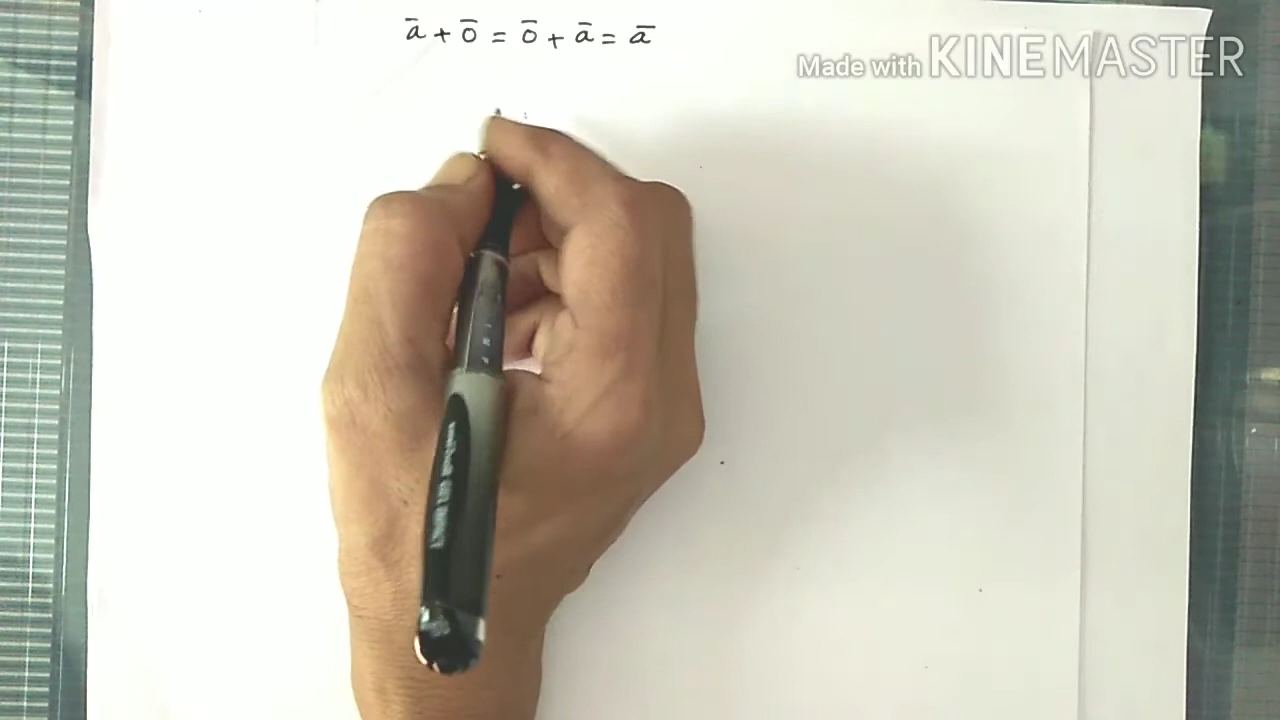 ā + ō = ō + ā = ā
Made with KINEMASTER